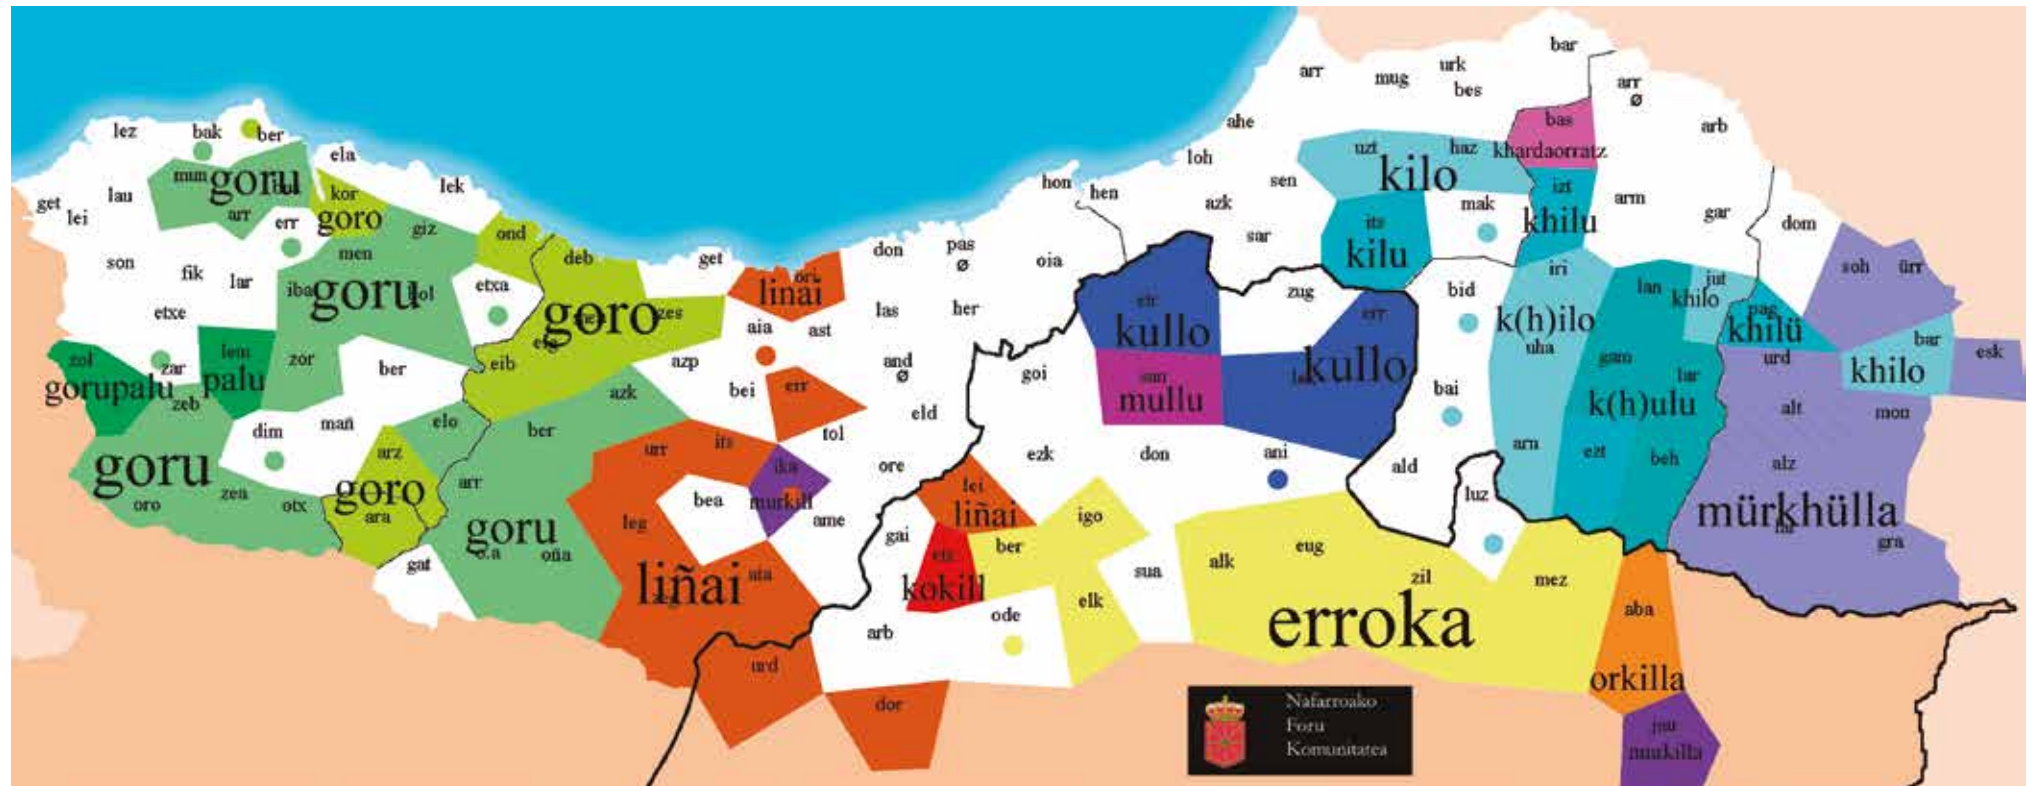 bar
arr
mug
urk
bes
arr
ø
lez
bak
ber
ahe
bas
arb
ela
khardaorratz
loh
uzt
haz
kilo
mun
goru
lek
hon
hen
sen
izt
get
lei
lau
kor
arr
goro
err
giz
azk
mak
arm
gar
its
khilu
dom
ond
sar
kilu
son
men
deb
get
don
pas
ø
oia
fik
lar
iba
goru
etxa
ori
linai
zug
bid
iri
lan
jut
khilo
soh
ürr
etxe
goro
zes
aia
ast
las
her
kullo
err
k(h)ilo
pag
khilü
zol
zar
lem
zor
eib
azp
and
ø
goi
kullo
uha
gam
urd
bar
esk
gorupalu
palu
ber
bei
err
san
mullu
bai
lar
khilo
zeb
azk
eld
k(h)ulu
alt
mon
dim
mañ
elo
ber
tol
goru
arz
urr
its
ika
ore
ezk
don
ani
ald
arn
ezt
beh
alz
oro
zea
otx
goro
ara
arr
bea
murkill
lei
liñai
luz
mürkhülla
goru
oña
leg
ame
gai
igo
ber
eug
gra
gat
liñai
ata
kokill
sua
alk
zil
mez
arb
ode
elk
erroka
aba
urd
orkilla
dor
Nafarroako
Foru
Komunitatea
murkilla